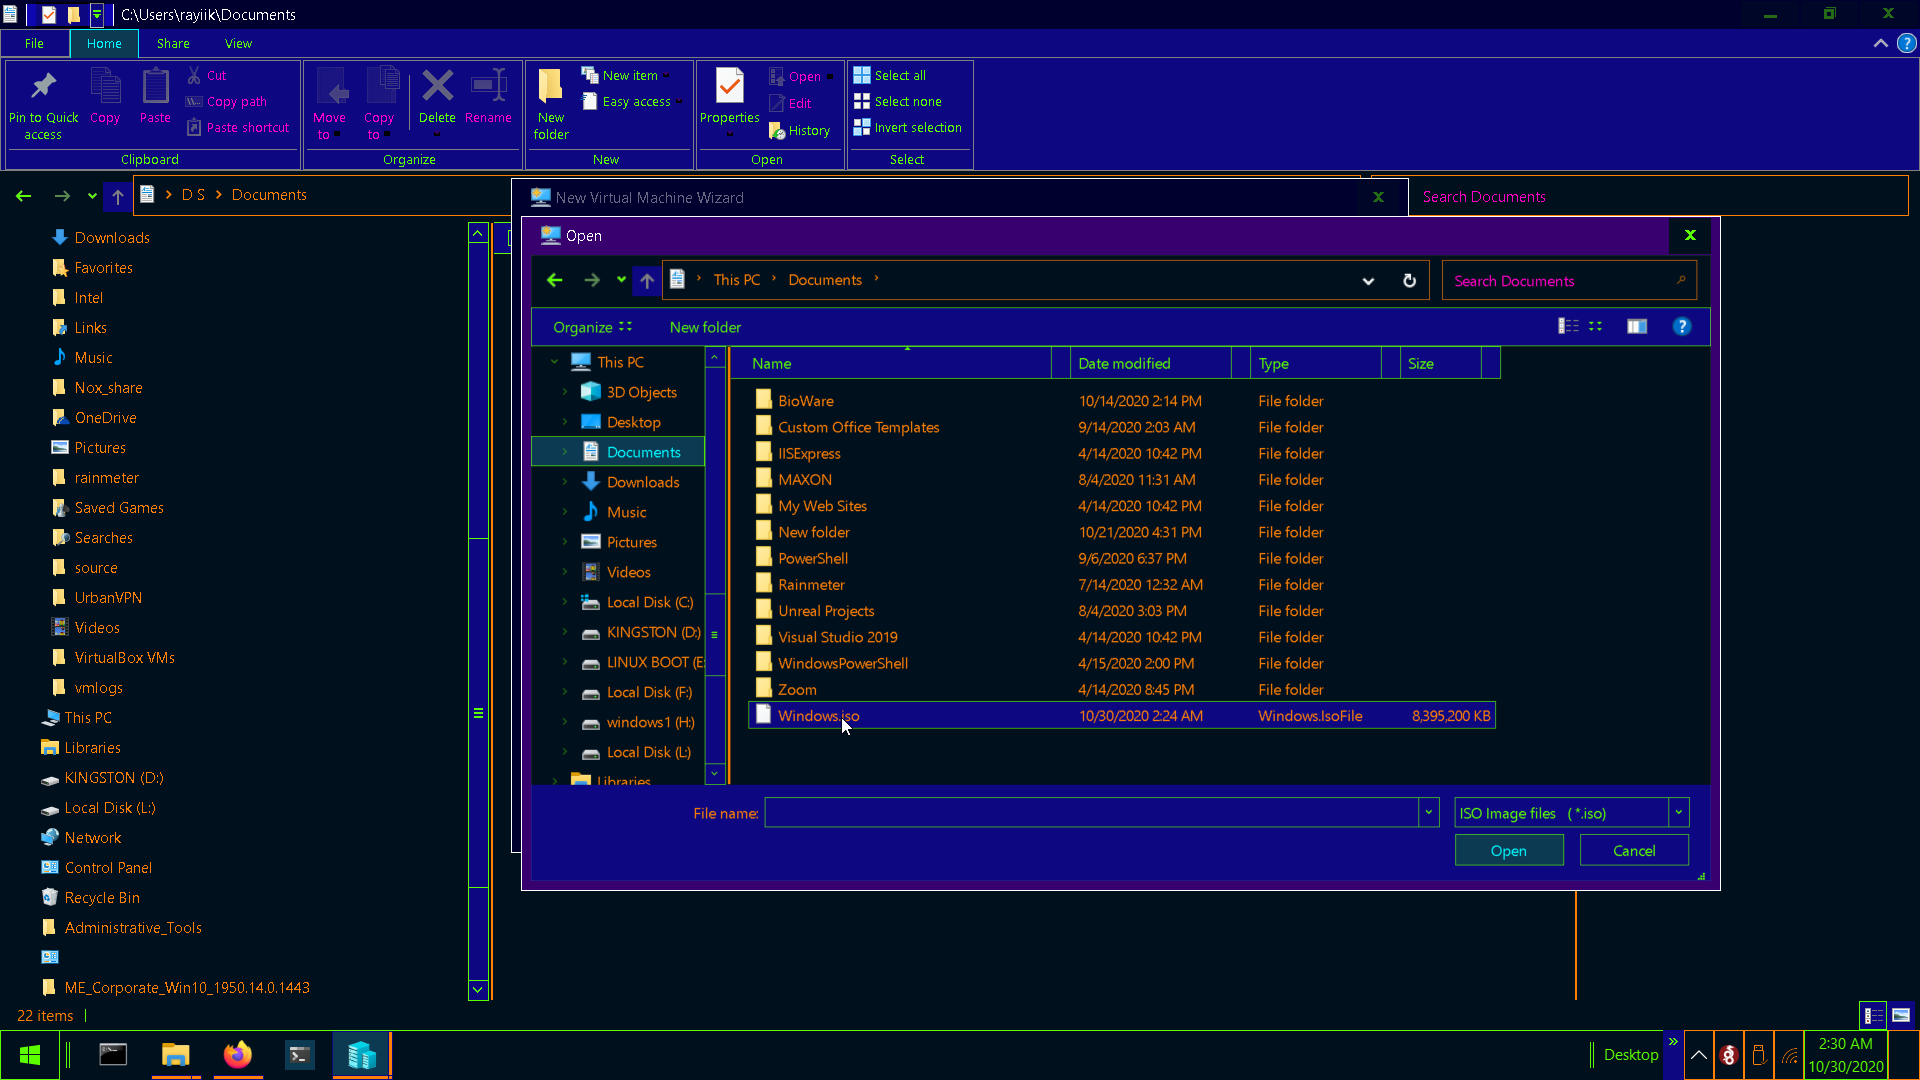 C:\Users\rayiik\Documents
File Home Share View
Pin to Quick access
Copy
Paste
Cut
Copy path
Paste shortcut
Clipboard
Move to
Copy to
Delete
Rename
Organize
New folder
New item
Easy access
New
Properties
Open
Edit
History
Open
Select all
Select none
Invert selection
Select
D S > Documents
Search Documents
Downloads
Favorites
Intel
Links
Music
Nox_share
OneDrive
Pictures
rainmeter
Saved Games
Searches
source
UrbanVPN
Videos
VirtualBox VMs
vmlogs
This PC
Libraries
KINGSTON (D:)
Local Disk (L:)
Network
Control Panel
Recycle Bin
Administrative_Tools
ME_Corporate_Win10_1950.14.0.1443
22 items
New Virtual Machine Wizard
Open
This PC > Documents >
Search Documents
Organize New folder
This PC
3D Objects
Desktop
Documents
Downloads
Music
Pictures
Videos
Local Disk (C:)
KINGSTON (D:)
LINUX BOOT (E:
Local Disk (F:)
windows1 (H:)
Local Disk (L:)
Libraries
Name Date modified Type Size
BioWare 10/14/2020 2:14 PM File folder
Custom Office Templates 9/14/2020 2:03 AM File folder
IISExpress 4/14/2020 10:42 PM File folder
MAXON 8/4/2020 11:31 AM File folder
My Web Sites 4/14/2020 10:42 PM File folder
New folder 10/21/2020 4:31 PM File folder
PowerShell 9/6/2020 6:37 PM File folder
Rainmeter 7/14/2020 12:32 AM File folder
Unreal Projects 8/4/2020 3:03 PM File folder
Visual Studio 2019 4/14/2020 10:42 PM File folder
WindowsPowerShell 4/15/2020 2:00 PM File folder
Zoom 4/14/2020 8:45 PM File folder
Windows.iso 10/30/2020 2:24 AM Windows.IsoFile 8,395,200 KB
File name:
ISO Image files (*.iso)
Open Cancel
Desktop
2:30 AM
10/30/2020